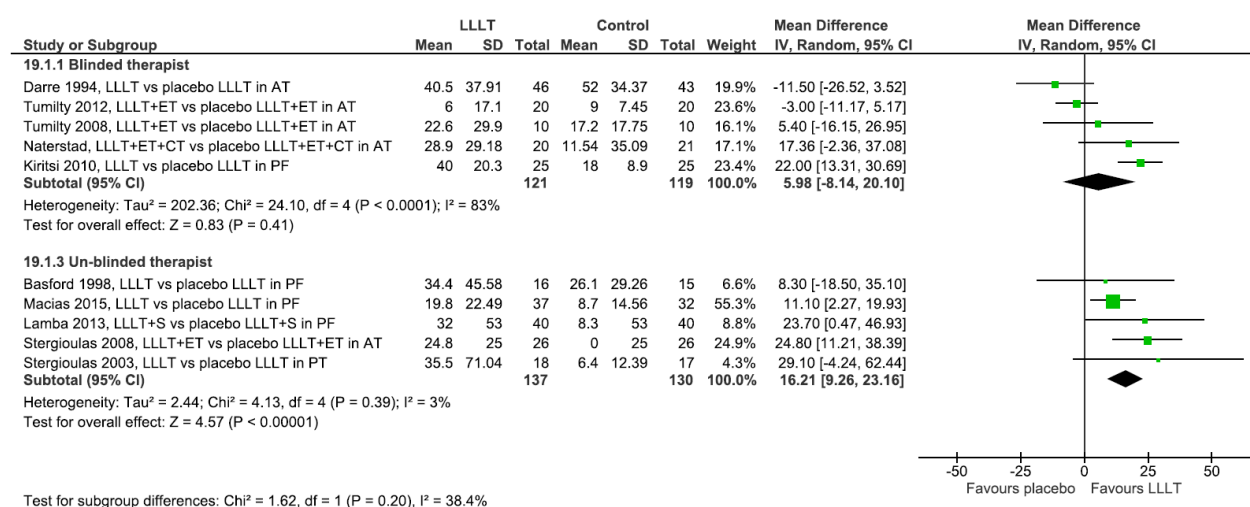 LLLT Control Mean Difference Mean Difference
Study or Subgroup Mean SD Total Mean SD Total Weight IV, Random, 95% CI IV, Random, 95% CI
19.1.1 Blinded therapist
Darre 1994, LLLT vs placebo LLLT in AT 40.5 37.91 46 52 34.37 43 19.9% -11.50 [-26.52, 3.52]
Tumilty 2012, LLLT+ET vs placebo LLLT+ET in AT 6 17.1 20 9 7.45 20 23.6% -3.00 [-11.17, 5.17]
Tumilty 2008, LLLT+ET vs placebo LLLT+ET in AT 22.6 29.9 10 17.2 17.75 10 16.1% 5.40 [-16.15, 26.95]
Naterstad, LLLT+ET+CT vs placebo LLLT+ET+CT in AT 28.9 29.18 20 11.54 35.09 21 17.1% 17.36 [-2.36, 37.08]
Kiritsi 2010, LLLT vs placebo LLLT in PF 40 20.3 25 18 8.9 25 23.4% 22.00 [13.31, 30.69]
Subtotal (95% CI) 121 119 100.0% 5.98 [-8.14, 20.10]
Heterogeneity: Tau² = 202.36; Chi² = 24.10, df = 4 (P < 0.0001); I² = 83%
Test for overall effect: Z = 0.83 (P = 0.41)
19.1.3 Un-blinded therapist
Basford 1998, LLLT vs placebo LLLT in PF 34.4 45.58 16 26.1 29.26 15 6.6% 8.30 [-18.50, 35.10]
Macias 2015, LLLT vs placebo LLLT in PF 19.8 22.49 37 8.7 14.56 32 55.3% 11.10 [2.27, 19.93]
Lamba 2013, LLLT+S vs placebo LLLT+S in PF 32 53 40 8.3 53 40 8.8% 23.70 [0.47, 46.93]
Stergioulas 2008, LLLT+ET vs placebo LLLT+ET in AT 24.8 25 26 0 25 26 24.9% 24.80 [11.21, 38.39]
Stergioulas 2003, LLLT vs placebo LLLT in PT 35.5 71.04 18 6.4 12.39 17 4.3% 29.10 [-4.24, 62.44]
Subtotal (95% CI) 137 130 100.0% 16.21 [9.26, 23.16]
Heterogeneity: Tau² = 2.44; Chi² = 4.13, df = 4 (P = 0.39); I² = 3%
Test for overall effect: Z = 4.57 (P < 0.00001)
-50 -25 0 25 50
Favours placebo Favours LLLT
Test for subgroup differences: Chi² = 1.62, df = 1 (P = 0.20), I² = 38.4%